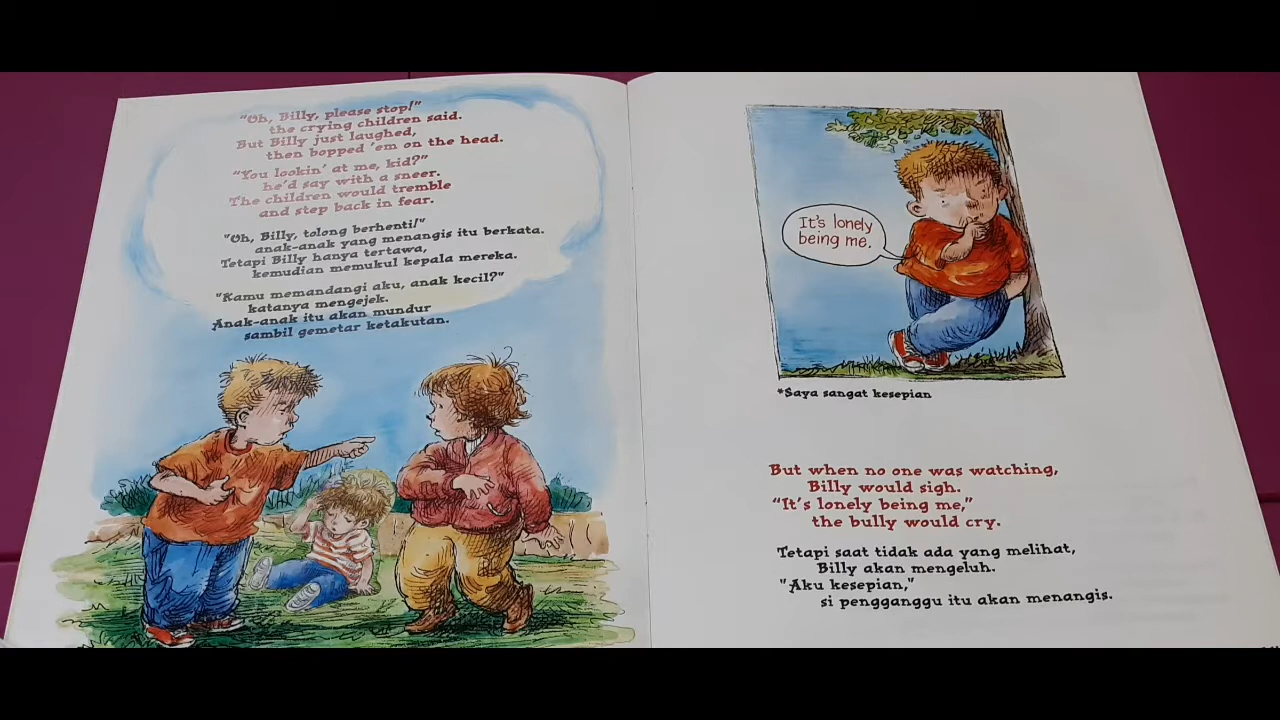 "Oh, Billy, please stop!"
the crying children said.
But Billy just laughed,
then bopped 'em on the head.
"You lookin' at me, kid?"
he'd say with a sneer.
The children would tremble
and step back in fear.
"Oh, Billy, tolong berhenti!"
anak-anak yang menangis itu berkata.
Tetapi Billy hanya tertawa,
kemudian memukul kepala mereka.
"Kamu memandangi aku, anak kecil?"
katanya mengejek.
Anak-anak itu akan mundur
sambil gemetar ketakutan.
It's lonely
being me.
*Saya sangat kesepian
But when no one was watching,
Billy would sigh.
"It's lonely being me,"
the bully would cry.
Tetapi saat tidak ada yang melihat,
Billy akan mengeluh.
"Aku kesepian,"
si pengganggu itu akan menangis.